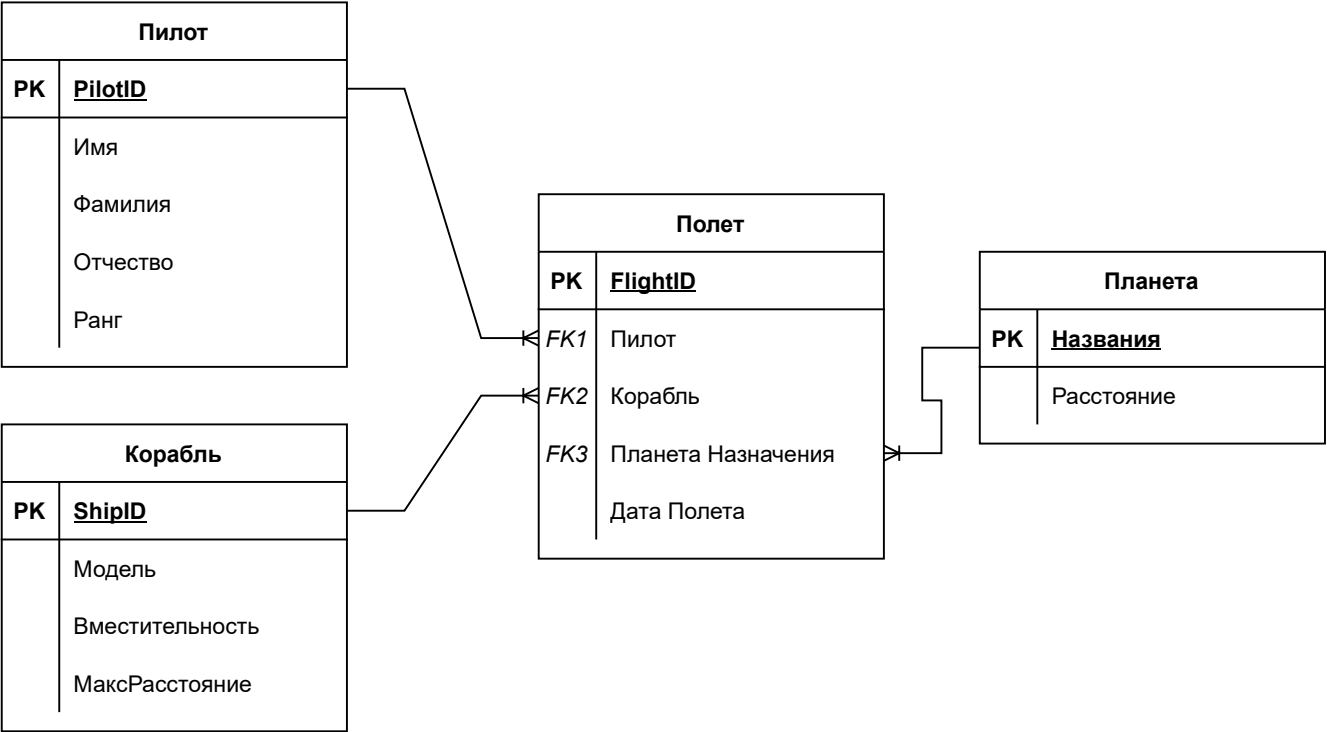 Пилот
PK PilotID
Имя
Фамилия
Отчество
Ранг
Корабль
PK ShipID
Модель
Вместительность
МаксРасстояние
Полет
PK FlightID
FK1 Пилот
FK2 Корабль
FK3 Планета Назначения
Дата Полета
Планета
PK Названия
Расстояние